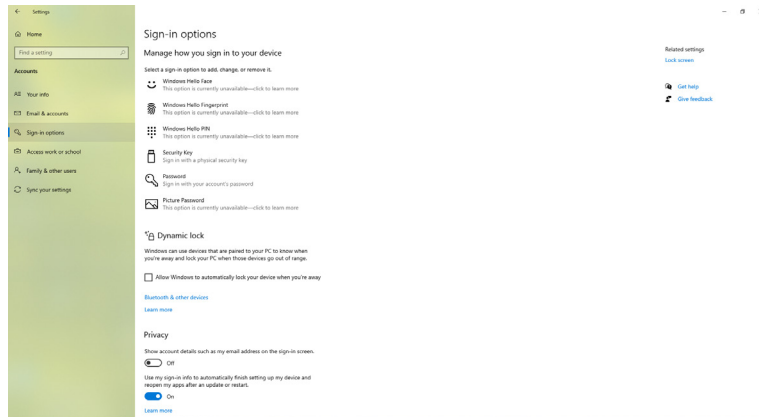 Settings
Home
Find a setting
Accounts
Your info
Email & accounts
Sign-in options
Access work or school
Family & other users
Sync your settings
Sign-in options
Manage how you sign in to your device
Select a sign-in option to add, change, or remove it.
Windows Hello Face
This option is currently unavailable—click to learn more
Windows Hello Fingerprint
This option is currently unavailable—click to learn more
Windows Hello PIN
This option is currently unavailable—click to learn more
Security Key
Sign in with a physical security key
Password
Sign in with your account's password
Picture Password
This option is currently unavailable—click to learn more
Dynamic lock
Windows can use devices that are paired to your PC to know when
you're away and lock your PC when those devices go out of range.
Allow Windows to automatically lock your device when you're away
Bluetooth & other devices
Learn more
Privacy
Show account details such as my email address on the sign-in screen.
Off
Use my sign-in info to automatically finish setting up my device and
reopen my apps after an update or restart.
On
Learn more
Related settings
Lock screen
Get help
Give feedback